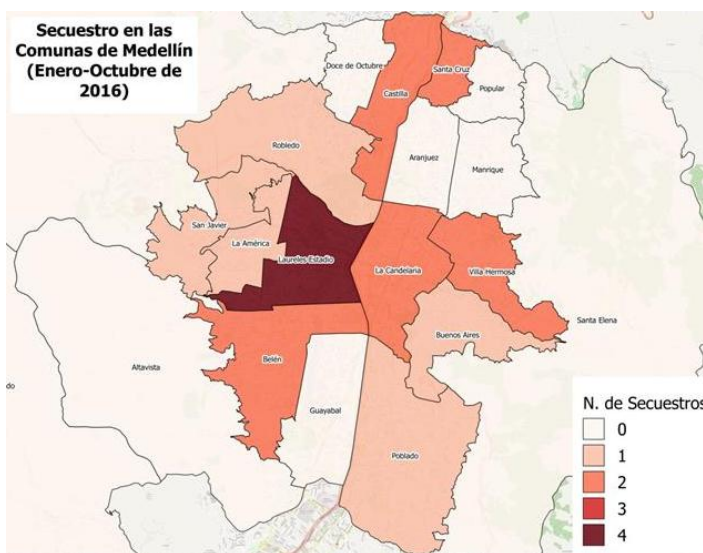 Secuestro en las
Comunas de Medellín
(Enero-Octubre de
2016)
Doce de Octubre
Santa Cruz
Popular
Castilla
Robledo
Aranjuez
Manrique
San Javier
La América
Laureles Estadio
La Candelaria
Villa Hermosa
Santa Elena
Buenos Aires
Altavista
Belén
do
Guayabal
Poblado
N. de Secuestros
0
1
2
3
4